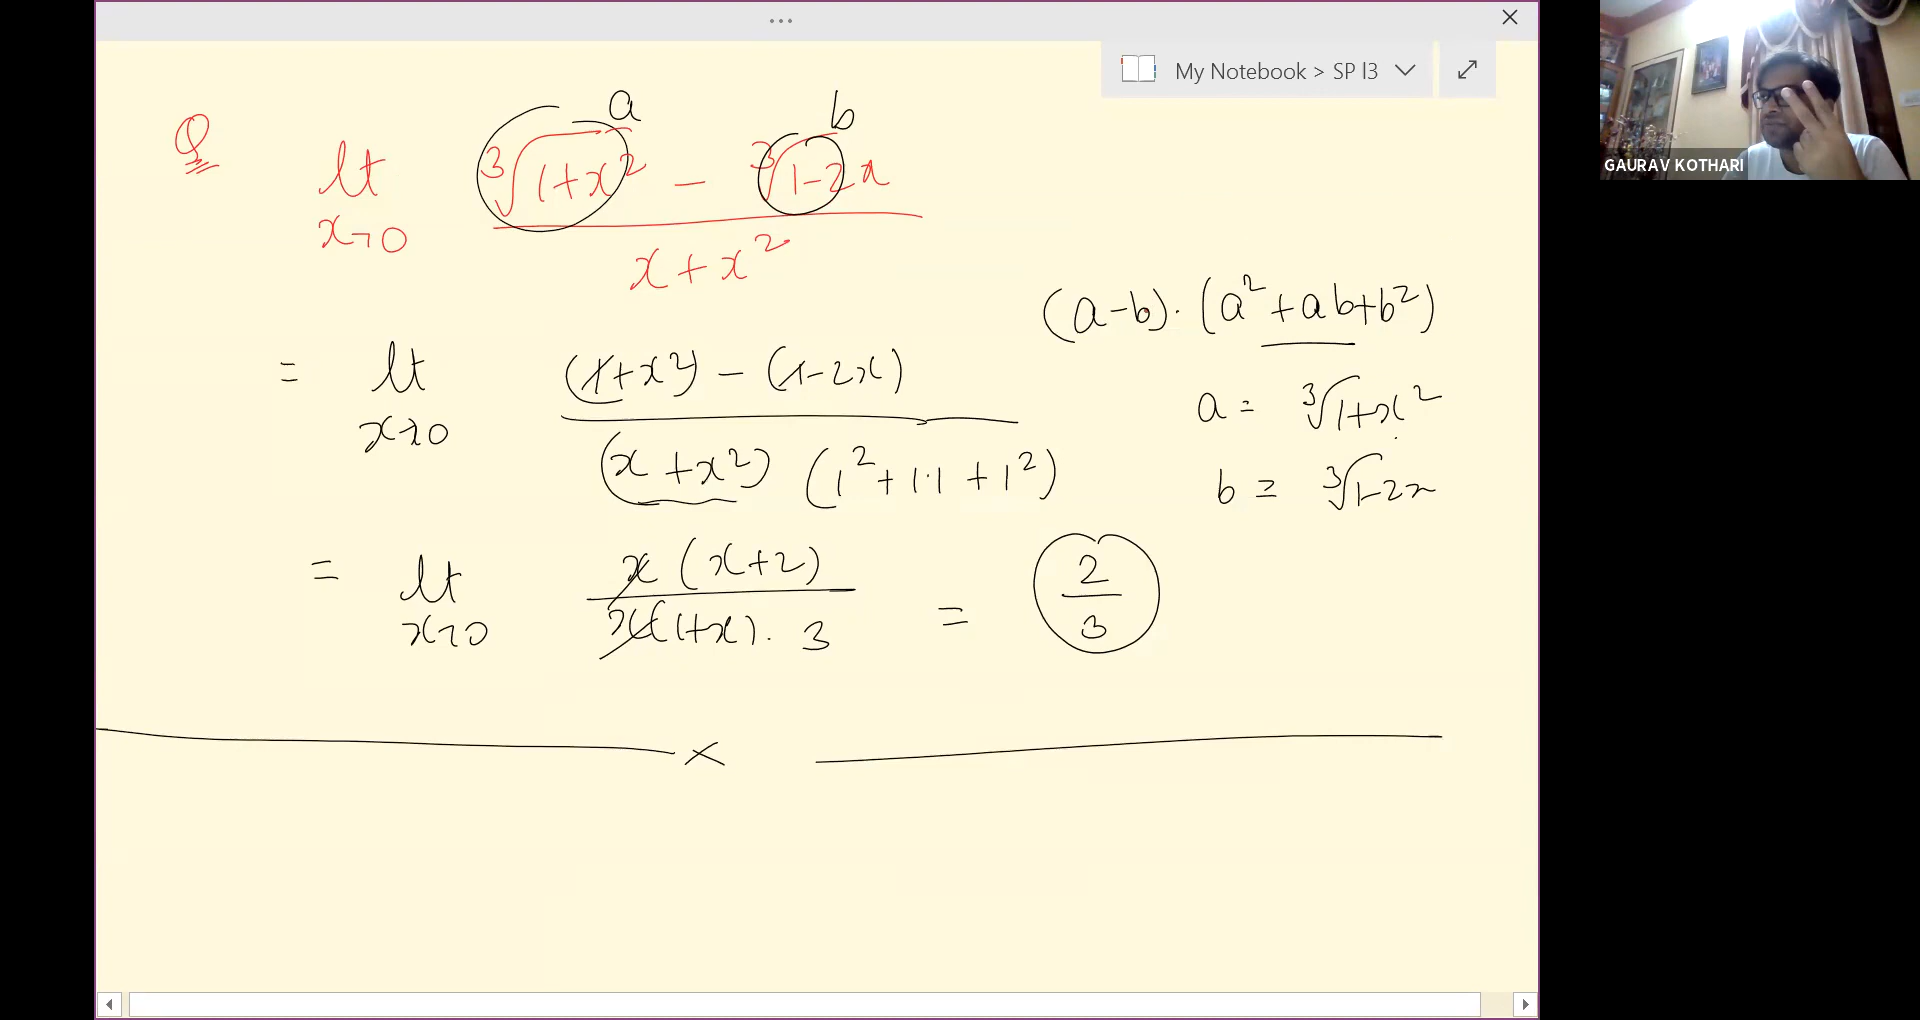 My Notebook > SP l3
GAURAV KOTHARI
Q lt x→0 (∛(1+x²) − ∛(1−2x)) / (x+x²)
a
b
= lt x→0 ((1+x²) − (1−2x)) / ((x+x²) (1²+1·1+1²))
(a−b)·(a²+ab+b²)
a = ∛(1+x²)
b = ∛(1−2x)
= lt x→0 x(x+2) / x(1+x)·3 = 2/3
×